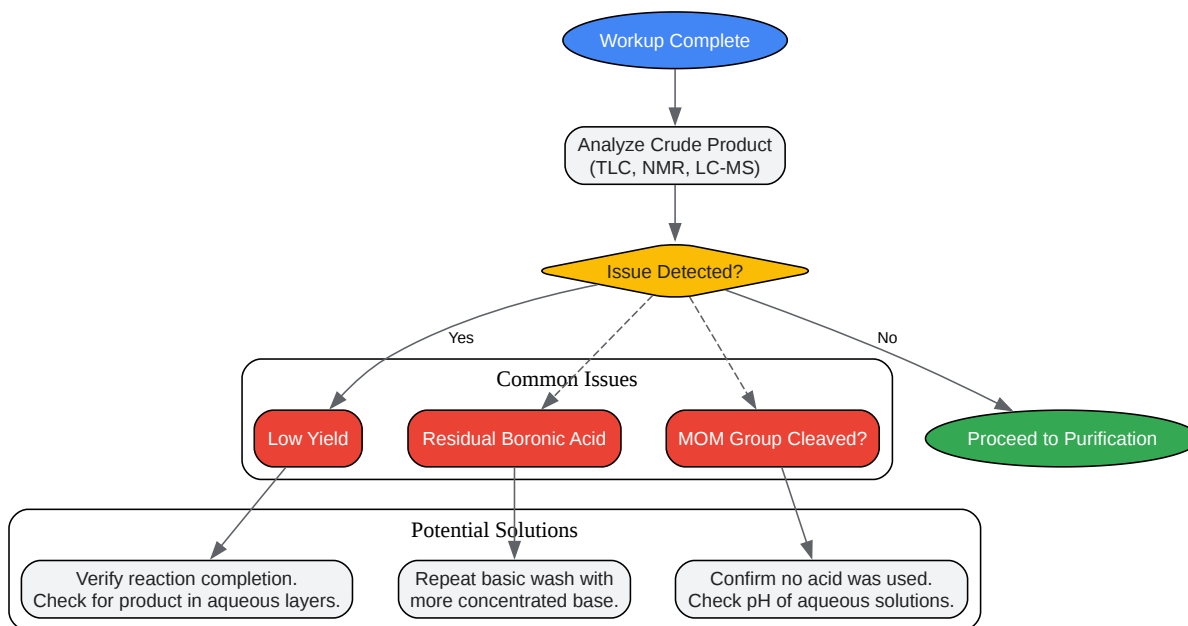 Workup Complete
Analyze Crude Product
(TLC, NMR, LC-MS)
Issue Detected?
Yes
No
Common Issues
Low Yield
Residual Boronic Acid
MOM Group Cleaved?
Proceed to Purification
Potential Solutions
Verify reaction completion.
Check for product in aqueous layers.
Repeat basic wash with
more concentrated base.
Confirm no acid was used.
Check pH of aqueous solutions.